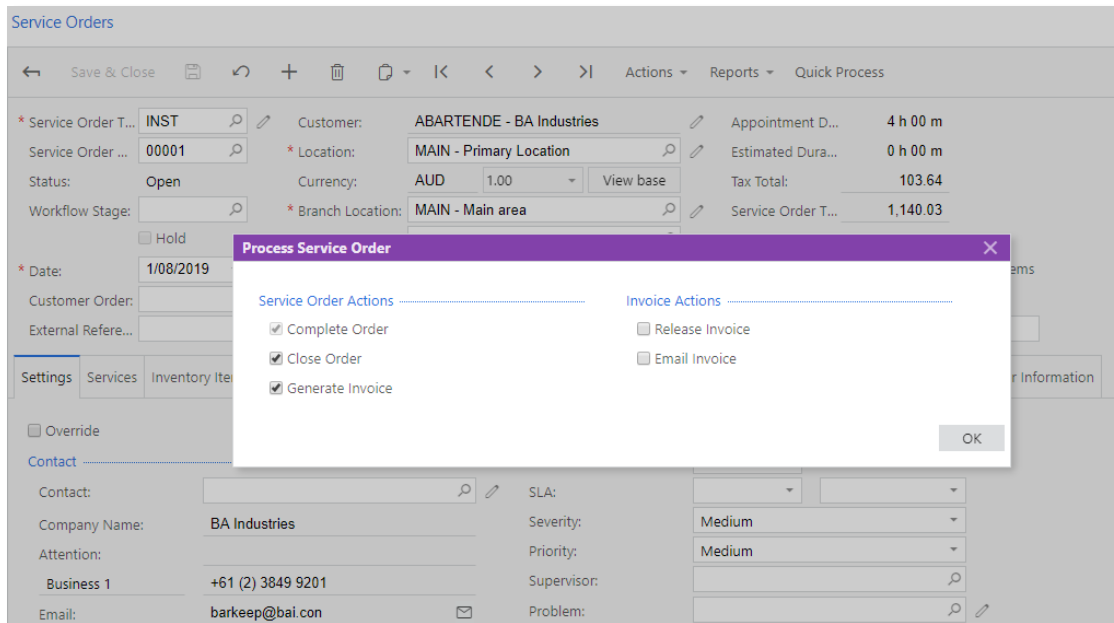 Service Orders
Save & Close Actions Reports Quick Process
* Service Order T... INST Customer: ABARTENDE - BA Industries Appointment D... 4 h 00 m
Service Order ... 00001 * Location: MAIN - Primary Location Estimated Dura... 0 h 00 m
Status: Open Currency: AUD 1.00 View base Tax Total: 103.64
Workflow Stage: * Branch Location: MAIN - Main area Service Order T... 1,140.03
Hold
Process Service Order
* Date: 1/08/2019 ems
Customer Order:
Service Order Actions Invoice Actions
External Refere... Complete Order Release Invoice
Close Order Email Invoice
Settings Services Inventory Ite r Information
Generate Invoice
Override
OK
Contact
Contact: SLA:
Company Name: BA Industries Severity: Medium
Attention: Priority: Medium
Business 1 +61 (2) 3849 9201 Supervisor:
Email: barkeep@bai.con Problem: